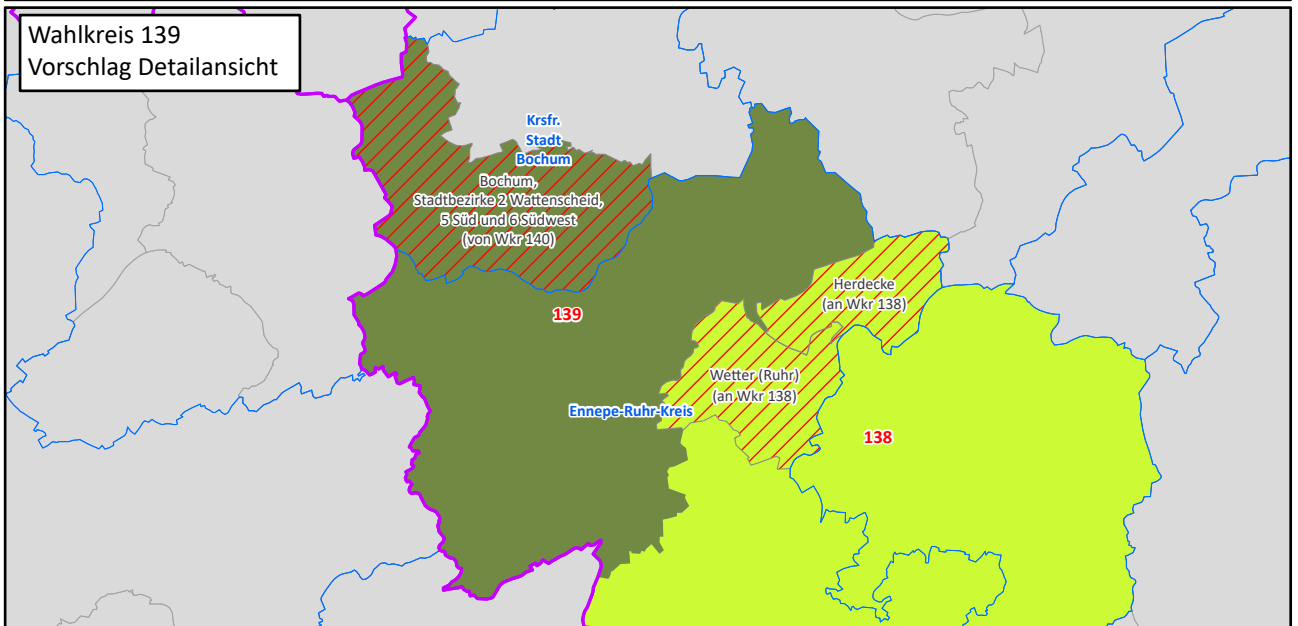 Wahlkreis 139
Vorschlag Detailansicht
Krsfr.
Stadt
Bochum
Bochum,
Stadtbezirke 2 Wattenscheid,
5 Süd und 6 Südwest
(von Wkr 140)
Herdecke
(an Wkr 138)
139
Wetter (Ruhr)
(an Wkr 138)
Ennepe-Ruhr-Kreis
138